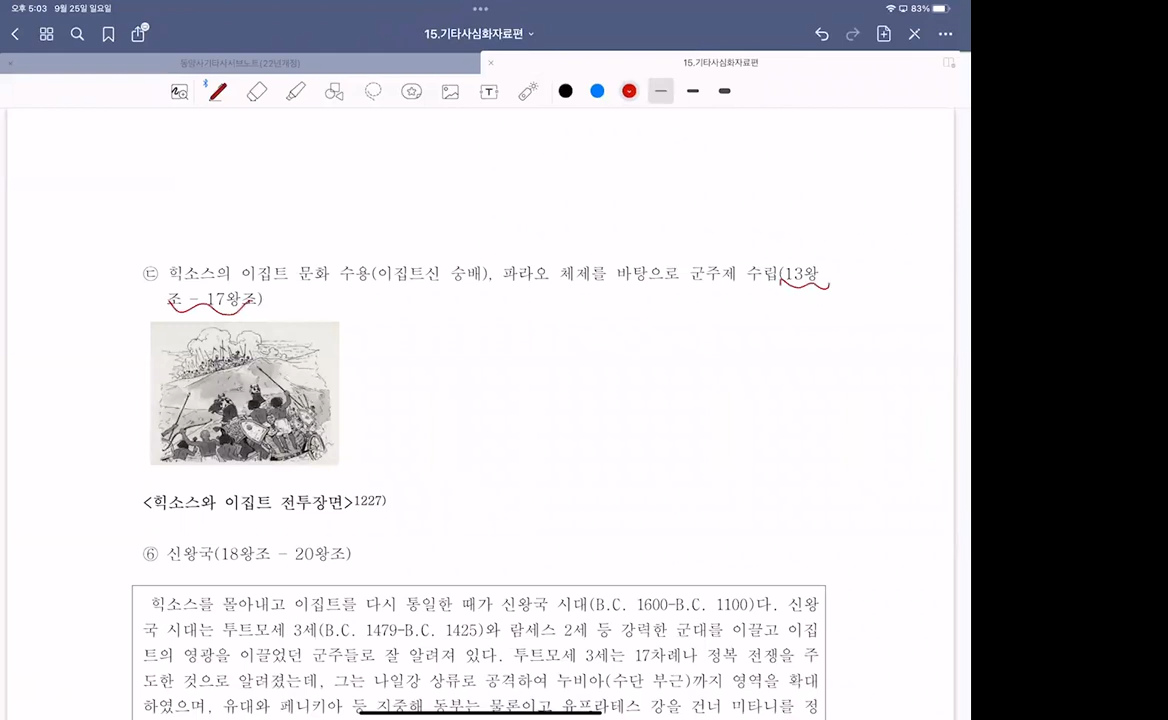 오후 5:03 9월 25일 일요일
83%
15.기타사심화자료편
동양사기타사서브노트(22년개정)
15.기타사심화자료편
T
㉢ 힉소스의 이집트 문화 수용(이집트신 숭배), 파라오 체제를 바탕으로 군주제 수립(13왕
조 – 17왕조)
<힉소스와 이집트 전투장면>1227)
⑥ 신왕국(18왕조 – 20왕조)
힉소스를 몰아내고 이집트를 다시 통일한 때가 신왕국 시대(B.C. 1600-B.C. 1100)다. 신왕
국 시대는 투트모세 3세(B.C. 1479-B.C. 1425)와 람세스 2세 등 강력한 군대를 이끌고 이집
트의 영광을 이끌었던 군주들로 잘 알려져 있다. 투트모세 3세는 17차례나 정복 전쟁을 주
도한 것으로 알려졌는데, 그는 나일강 상류로 공격하여 누비아(수단 부근)까지 영역을 확대
하였으며, 유대와 페니키아 등 지중해 동부는 물론이고 유프라테스 강을 건너 미타니를 정